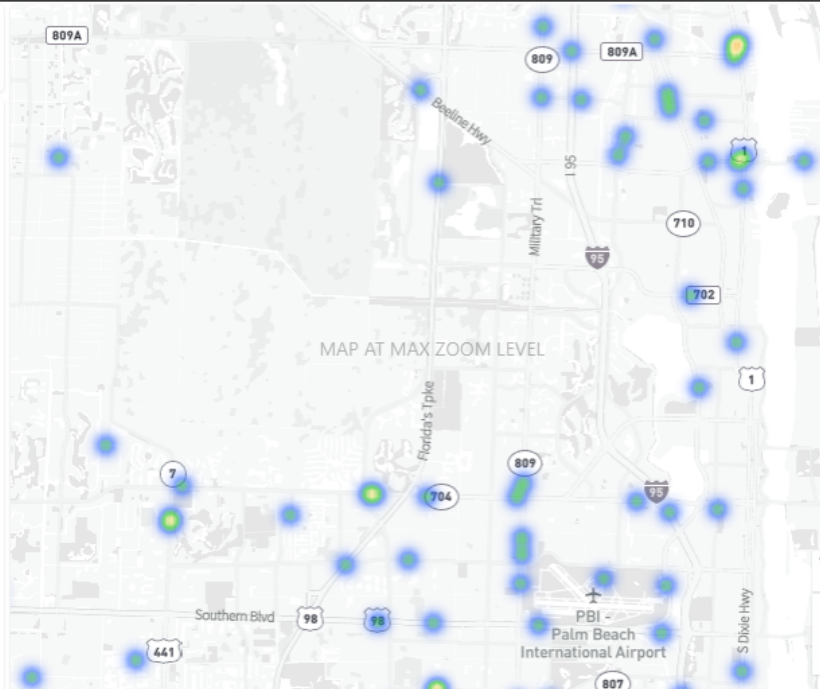 809A
809
809A
Beeline Hwy
I 95
1
Military Trl
710
95
702
MAP AT MAX ZOOM LEVEL
1
Florida's Tpke
809
7
95
704
S Dixie Hwy
Southern Blvd
98
98
PBI -
Palm Beach
International Airport
441
807